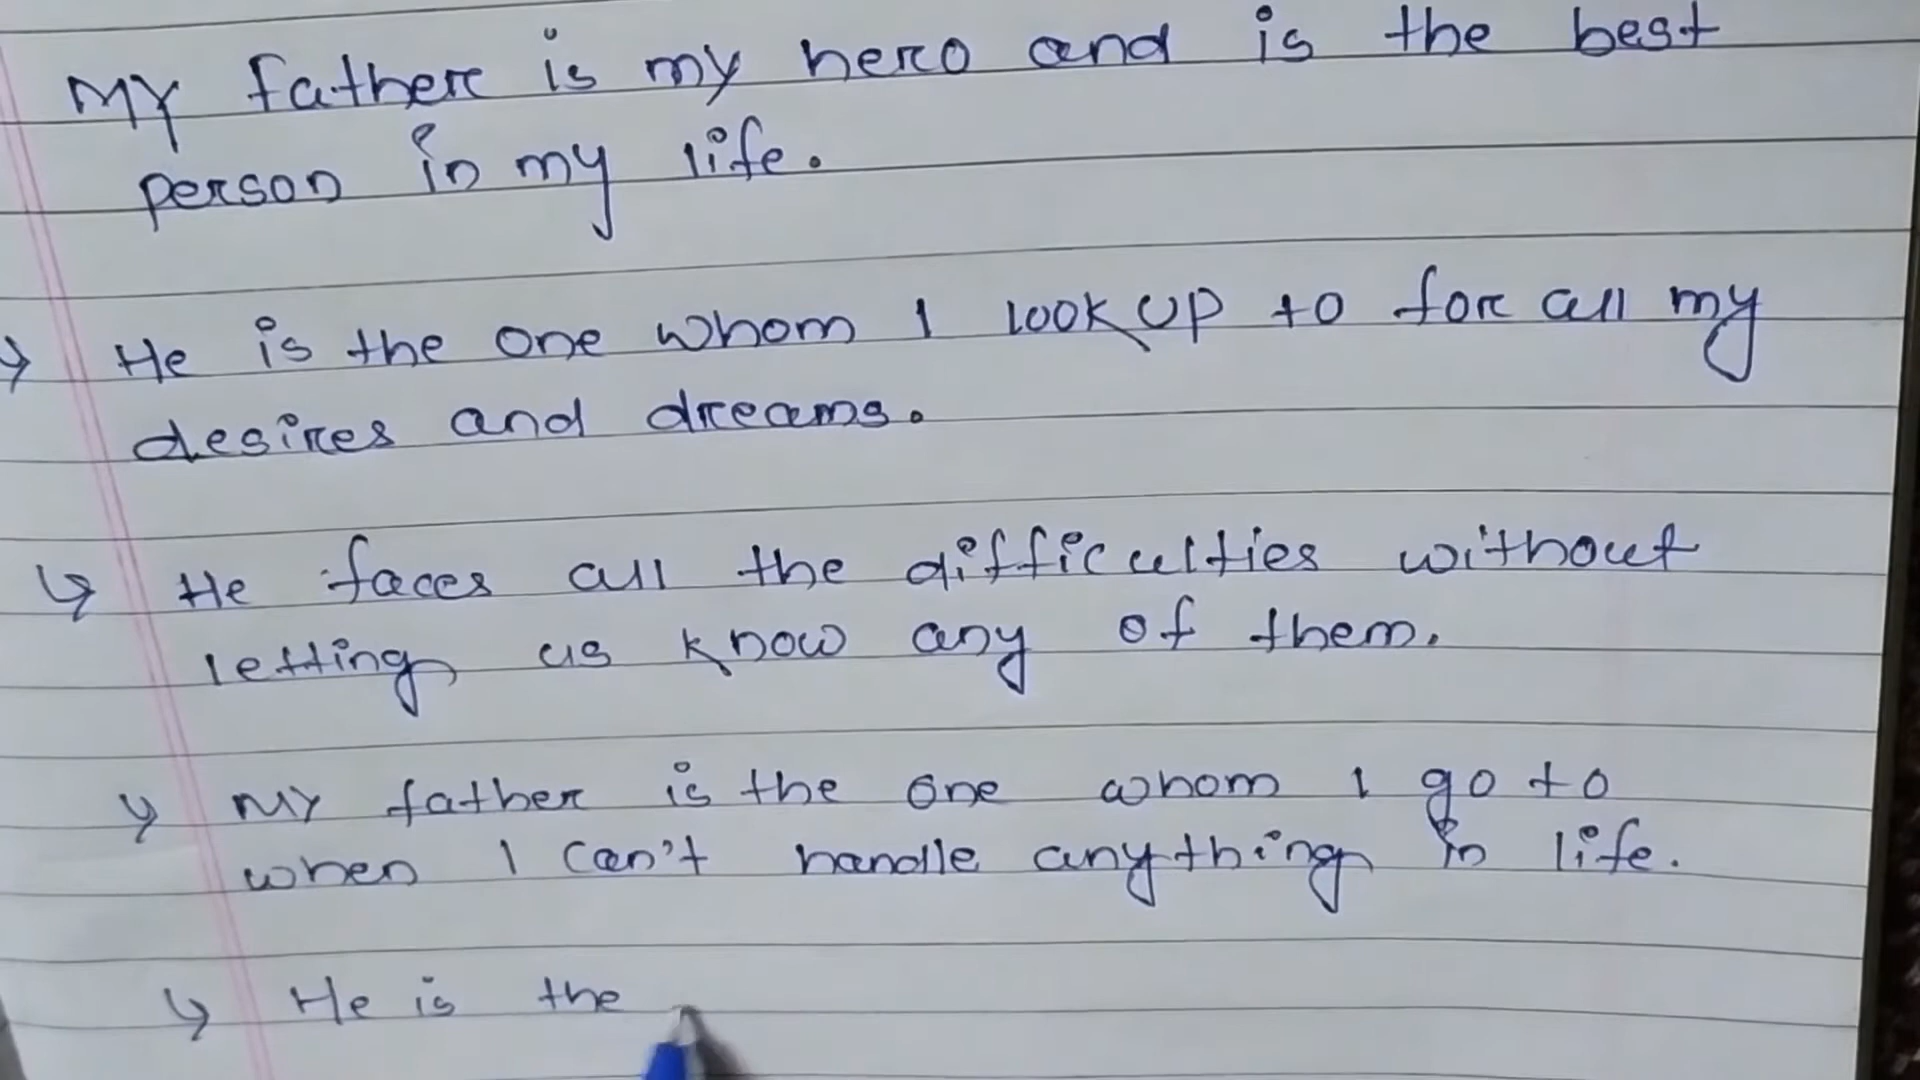 My father is my hero and is the best
person in my life.
↳ He is the one whom I look up to for all my
desires and dreams.
↳ He faces all the difficulties without
letting us know any of them.
↳ My father is the one whom I go to
when I can't handle anything in life.
↳ He is the